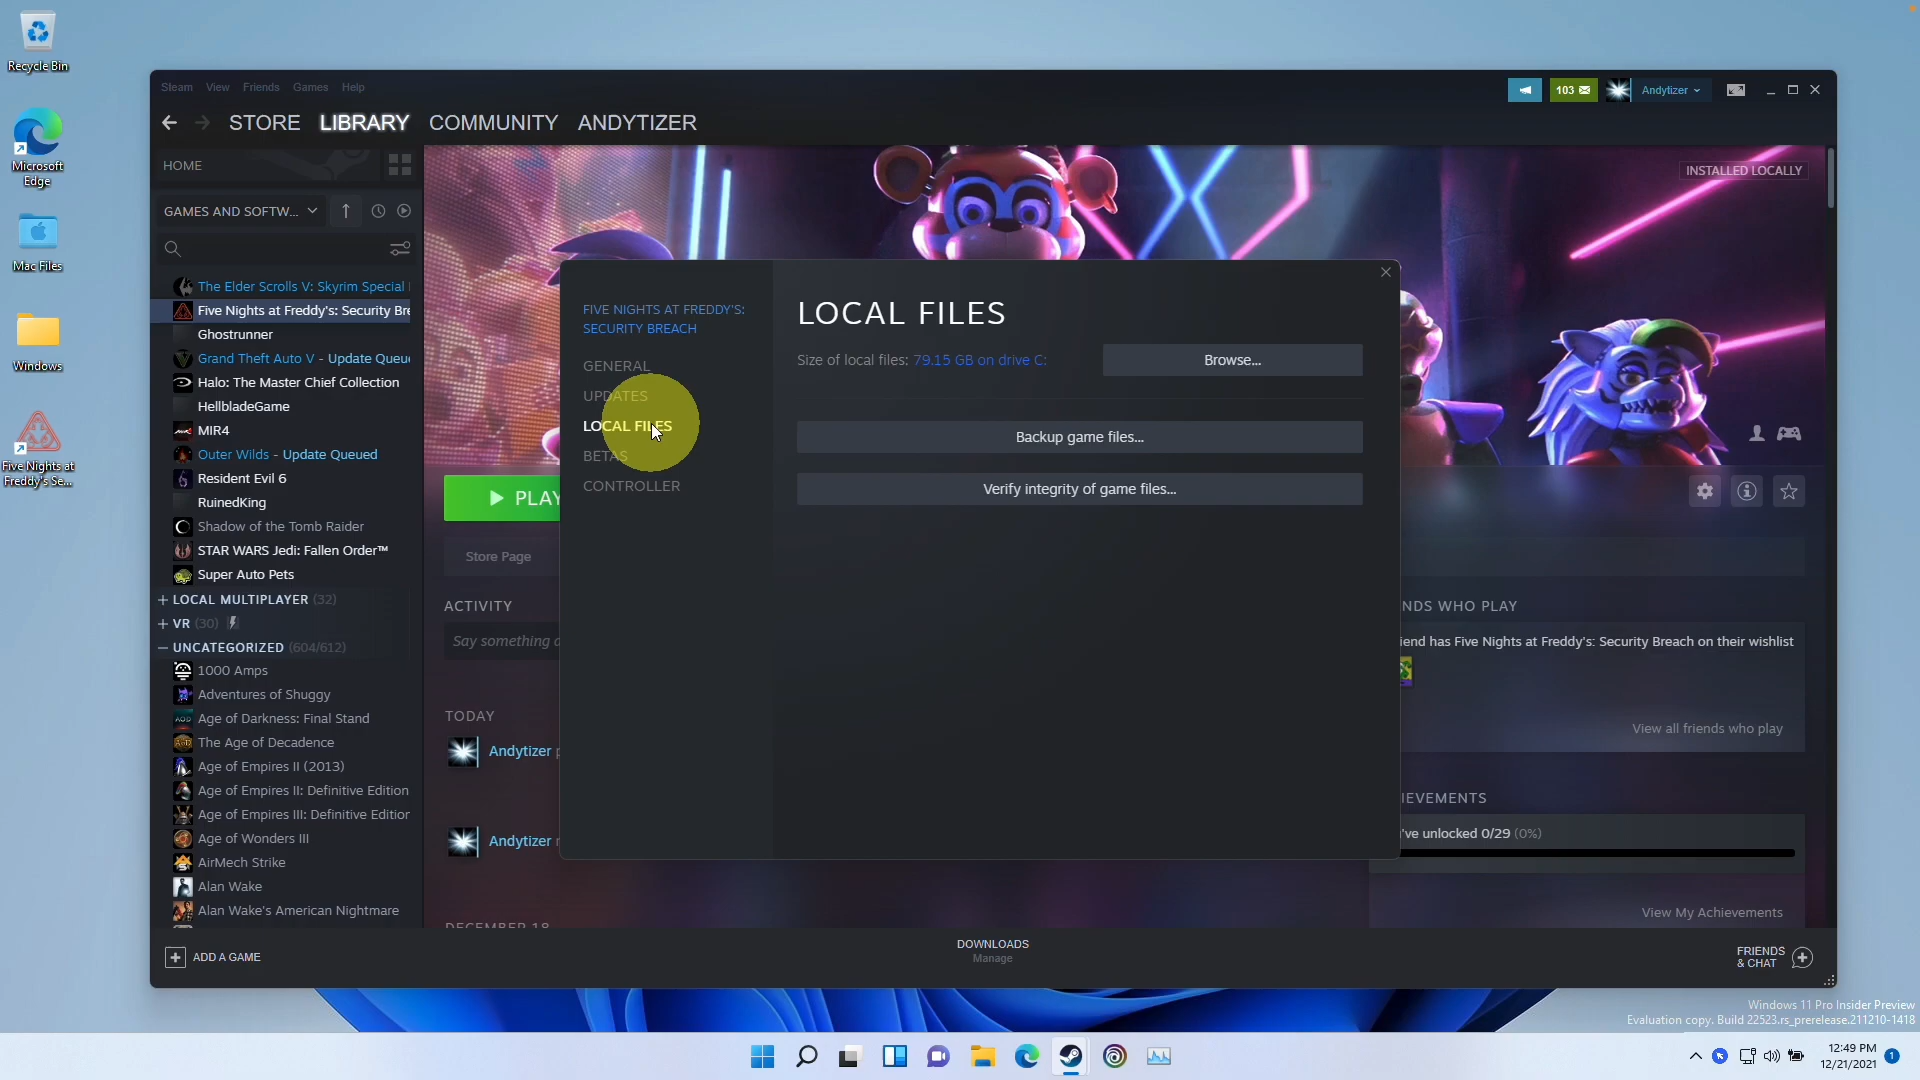 Recycle Bin
Microsoft
Edge
Mac Files
Windows
Five Nights at
Freddy's Se...
Steam View Friends Games Help
103
Andytizer
STORE LIBRARY COMMUNITY ANDYTIZER
HOME
GAMES AND SOFTW...
The Elder Scrolls V: Skyrim Special
Five Nights at Freddy's: Security Bre
Ghostrunner
Grand Theft Auto V - Update Queue
Halo: The Master Chief Collection
HellbladeGame
MIR4
Outer Wilds - Update Queued
Resident Evil 6
RuinedKing
Shadow of the Tomb Raider
STAR WARS Jedi: Fallen Order™
Super Auto Pets
+ LOCAL MULTIPLAYER (32)
+ VR (30)
— UNCATEGORIZED (604/612)
1000 Amps
Adventures of Shuggy
Age of Darkness: Final Stand
The Age of Decadence
Age of Empires II (2013)
Age of Empires II: Definitive Edition
Age of Empires III: Definitive Edition
Age of Wonders III
AirMech Strike
Alan Wake
Alan Wake's American Nightmare
ADD A GAME
INSTALLED LOCALLY
PLAY
Store Page
ACTIVITY
Say something a
TODAY
Andytizer p
Andytizer r
DECEMBER 18
FIVE NIGHTS AT FREDDY'S:
SECURITY BREACH
GENERAL
UPDATES
LOCAL FILES
BETAS
CONTROLLER
LOCAL FILES
Size of local files: 79.15 GB on drive C:
Browse...
Backup game files...
Verify integrity of game files...
NDS WHO PLAY
iend has Five Nights at Freddy's: Security Breach on their wishlist
View all friends who play
IEVEMENTS
've unlocked 0/29 (0%)
View My Achievements
DOWNLOADS
Manage
FRIENDS
& CHAT
Windows 11 Pro Insider Preview
Evaluation copy. Build 22523.rs_prerelease.211210-1418
12:49 PM
12/21/2021
1